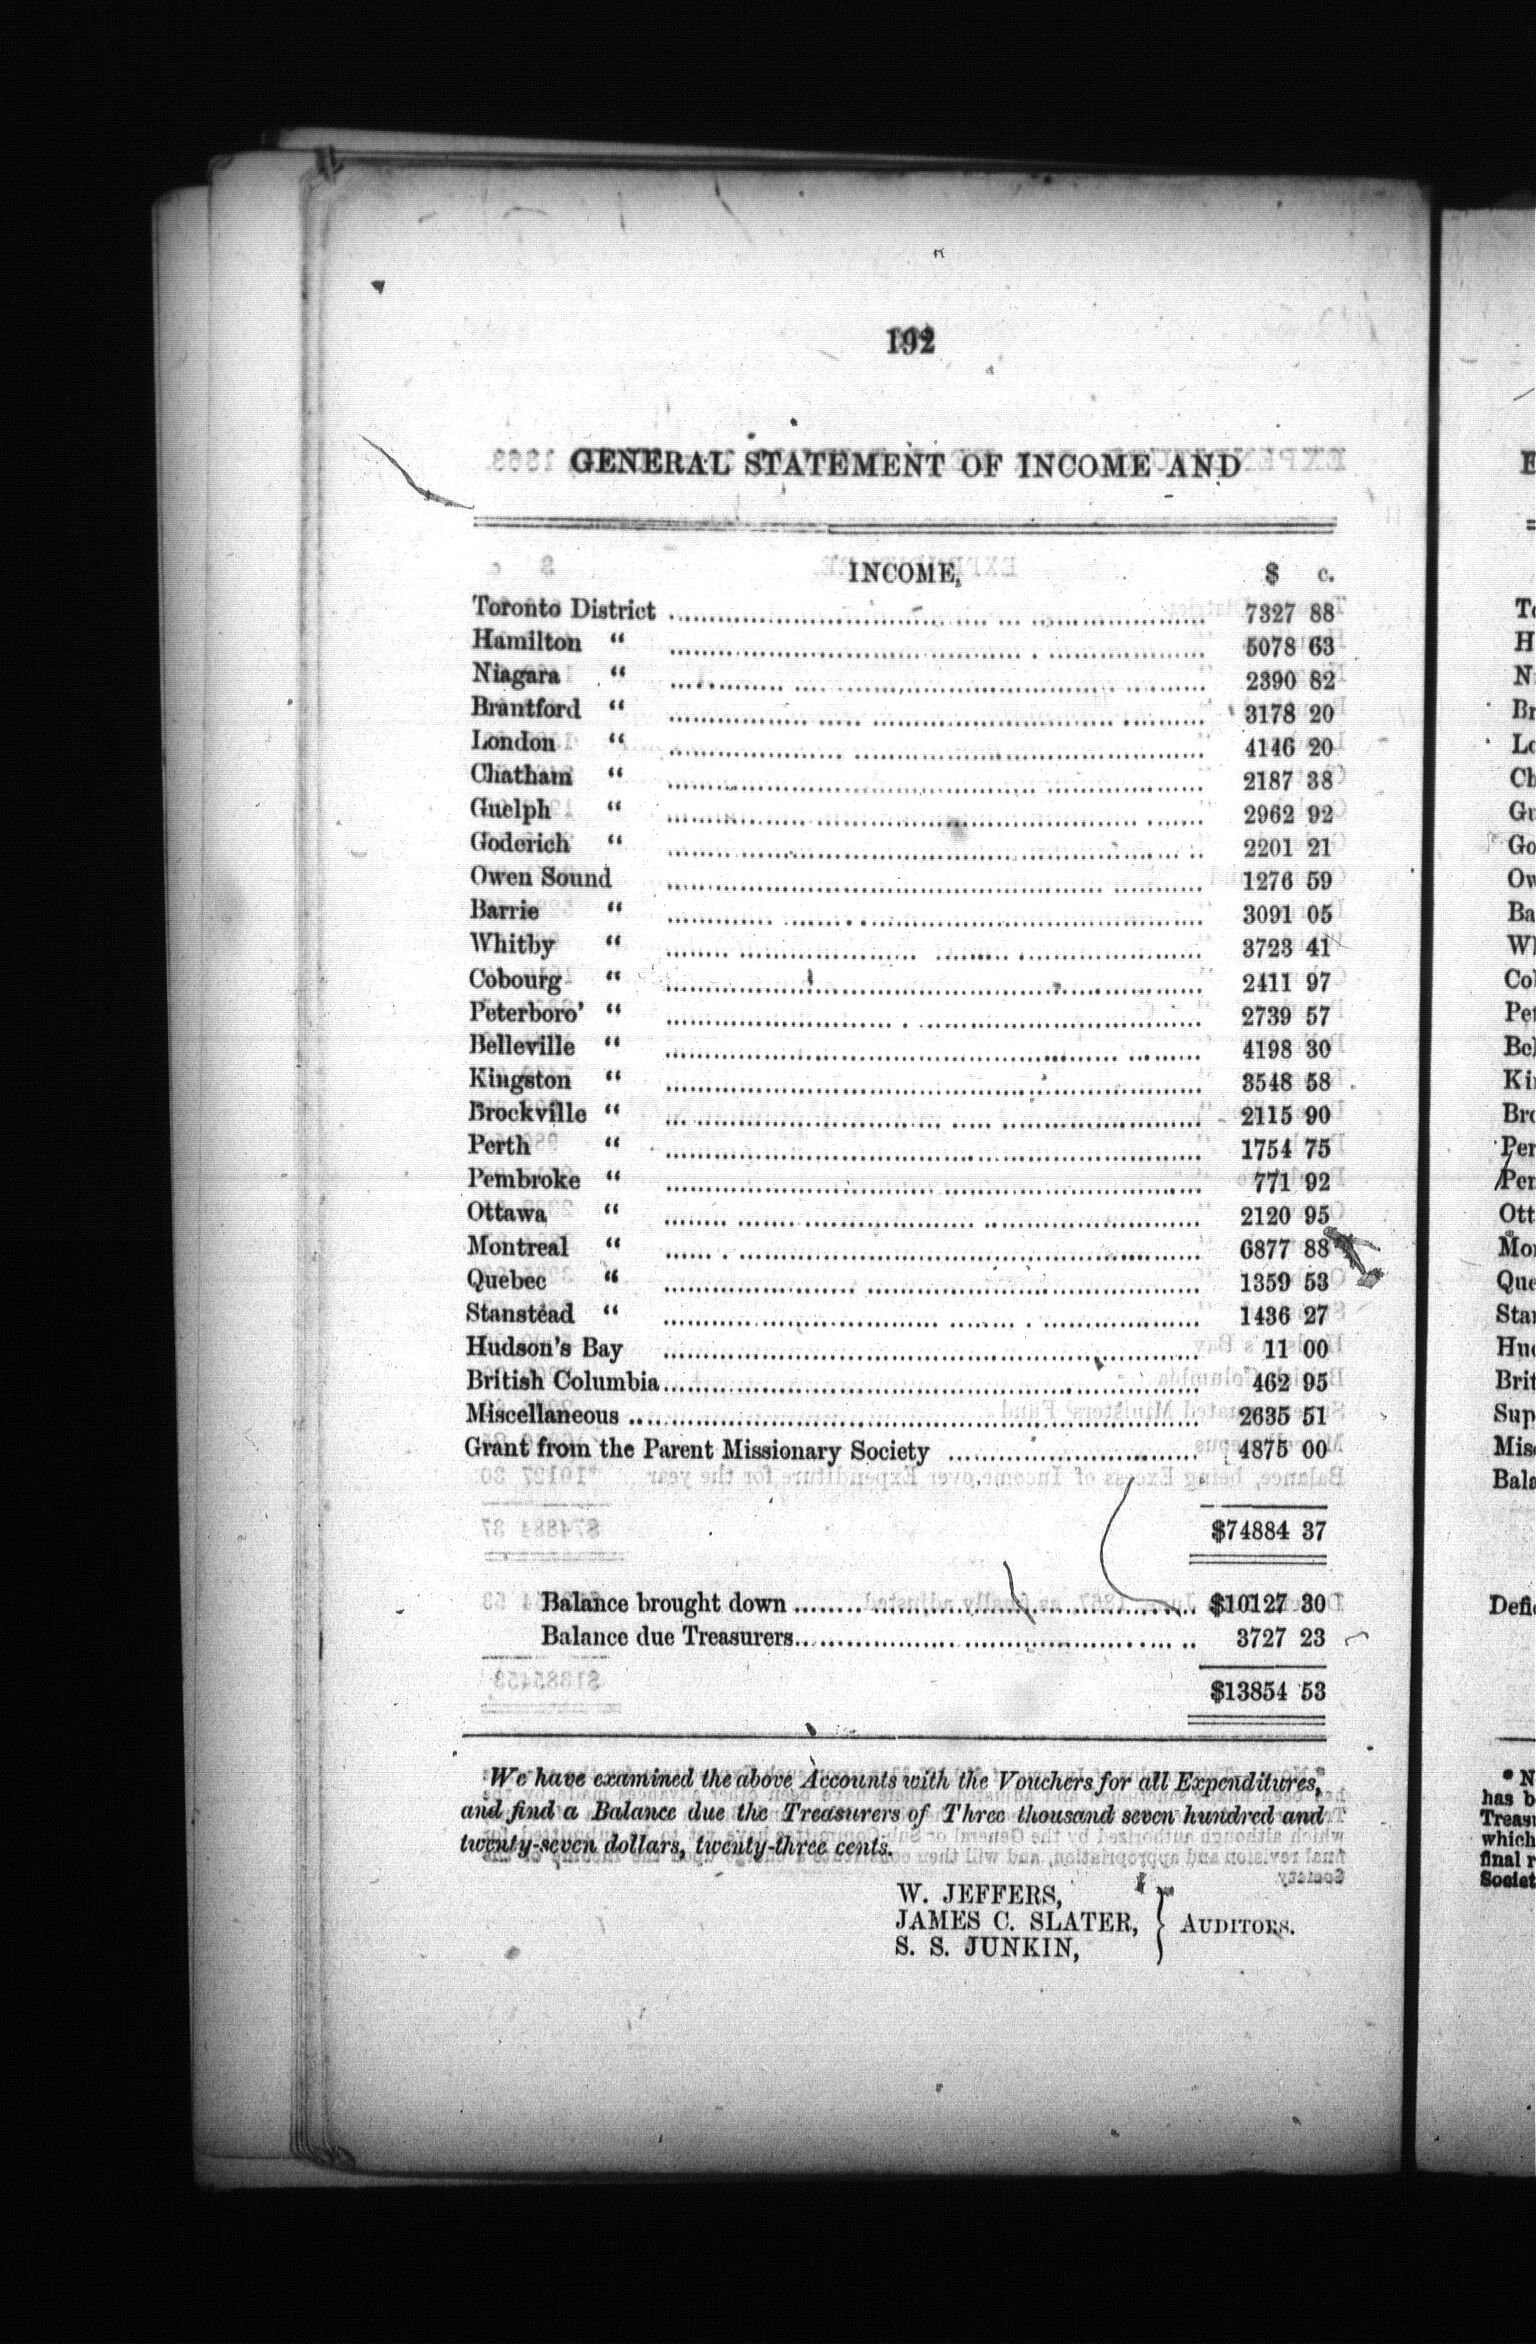 192
GENERAL STATEMENT OF INCOME AND
INCOME, $ c.
Toronto District 7327 88
Hamilton “ 5078 63
Niagara “ 2390 82
Brantford “ 3178 20
London “ 4146 20
Chatham “ 2187 38
Guelph “ 2962 92
Goderich “ 2201 21
Owen Sound 1276 59
Barrie “ 3091 05
Whitby “ 3723 41
Cobourg “ 2411 97
Peterboro’ “ 2739 57
Belleville “ 4198 30
Kingston “ 3548 58
Brockville “ 2115 90
Perth “ 1754 75
Pembroke “ 771 92
Ottawa “ 2120 95
Montreal “ 6877 88
Quebec “ 1359 53
Stanstead “ 1436 27
Hudson's Bay 11 00
British Columbia 462 95
Miscellaneous 2635 51
Grant from the Parent Missionary Society 4875 00
$74884 37
Balance brought down $10127 30
Balance due Treasurers 3727 23
$13854 53
We have examined the above Accounts with the Vouchers for all Expenditures,
and find a Balance due the Treasurers of Three thousand seven hundred and
twenty-seven dollars, twenty-three cents.
W. JEFFERS,
JAMES C. SLATER, } AUDITORS.
S. S. JUNKIN,